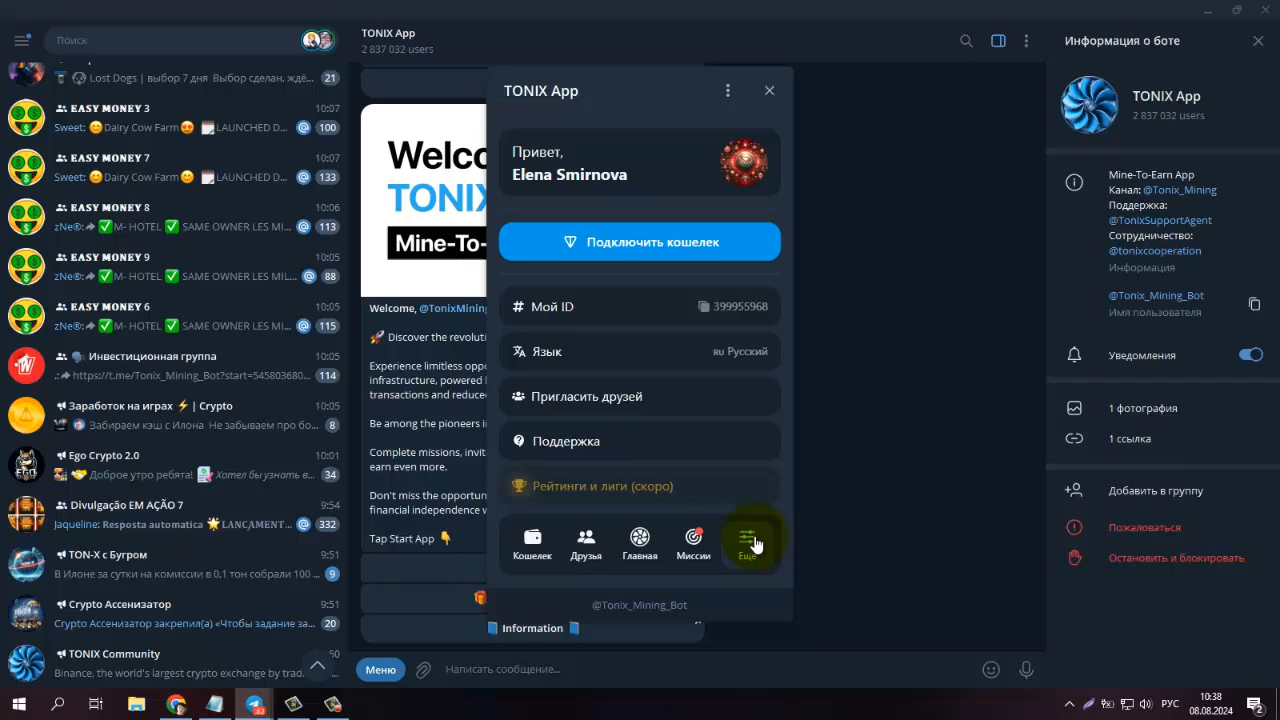 Поиск
Lost Dogs | выбор 7 дня Выбор сделан, ждё...
21
EASY MONEY 3
10:07
Sweet: 😊Dairy Cow Farm😍 🗓️LAUNCHED D...
@
100
EASY MONEY 7
10:07
Sweet: 😊Dairy Cow Farm😊 🗓️LAUNCHED D...
@
133
EASY MONEY 8
10:06
zNe®: ✅M- HOTEL ✅ SAME OWNER LES MI...
@
113
EASY MONEY 9
10:05
zNe®: ✅M- HOTEL ✅ SAME OWNER LES MIL...
@
88
EASY MONEY 6
10:05
zNe®: ✅M- HOTEL ✅ SAME OWNER LES MI...
@
115
Инвестиционная группа
10:05
https://t.me/Tonix_Mining_Bot?start=545803680...
114
Заработок на играх ⚡ | Crypto
10:05
Забираем кэш с Илона Не забываем про бо...
8
Ego Crypto 2.0
10:01
Доброе утро ребята! Хотел бы узнать в...
34
Divulgação EM AÇÃO 7
9:54
Jaqueline: Resposta automatica 🌟LANÇAMENT...
@
332
TON-X с Бугром
9:51
В Илоне за сутки на комиссии в 0,1 тон собрали 100 ...
9
Crypto Ассенизатор
9:51
Crypto Ассенизатор закрепил(а) «Чтобы задание за...
20
TONIX Community
50
Binance, the world's largest crypto exchange by trad...
TONIX App
2 837 032 users
Welco
TONIX
Mine-To-
Welcome, @TonixMining
🚀 Discover the revoluti
Experience limitless oppo
infrastructure, powered b
transactions and reduce
Be among the pioneers i
Complete missions, invit
earn even more.
Don't miss the opportun
financial independence w
Tap Start App 👇
📘 Information 📘
Меню
Написать сообщение...
TONIX App
Привет,
Elena Smirnova
Подключить кошелек
# Мой ID
399955968
Язык
RU Русский
Пригласить друзей
Поддержка
Рейтинги и лиги (скоро)
Кошелек
Друзья
Главная
Миссии
Еще
@Tonix_Mining_Bot
Информация о боте
TONIX App
2 837 032 users
Mine-To-Earn App
Канал: @Tonix_Mining
Поддержка:
@TonixSupportAgent
Сотрудничество:
@tonixcooperation
Информация
@Tonix_Mining_Bot
Имя пользователя
Уведомления
1 фотография
1 ссылка
Добавить в группу
Пожаловаться
Остановить и блокировать
РУС
10:38
08.08.2024
2